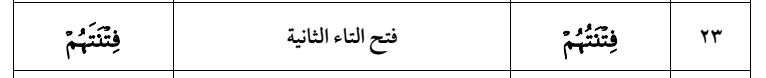 ٢٣ فِتْنَتُهُمْ فتح التاء الثانية فِتْنَتَهُمْ